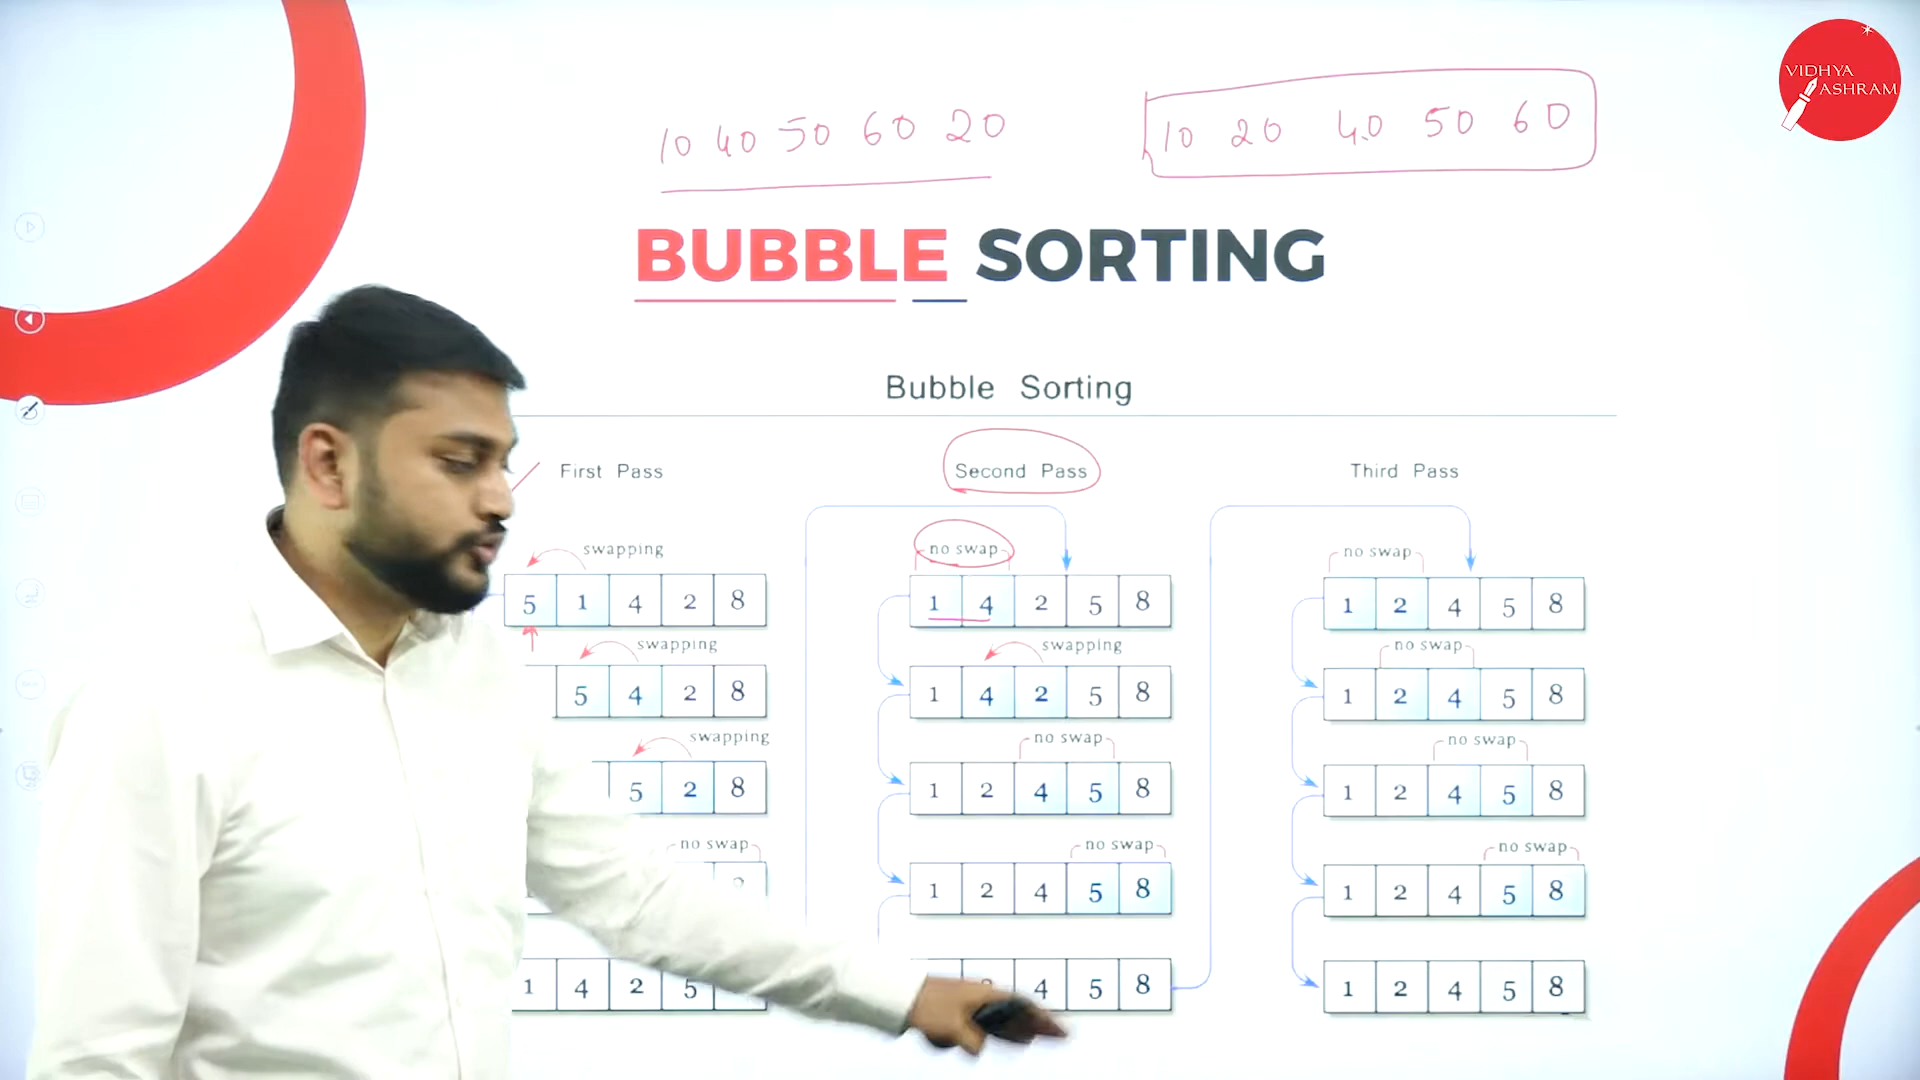 VIDHYA
ASHRAM
10 40 50 60 20
10 20 40 50 60
BUBBLE SORTING
Bubble Sorting
First Pass
swapping
5 1 4 2 8
swapping
5 4 2 8
swapping
5 2 8
no swap
1 4 2 5
Second Pass
no swap
1 4 2 5 8
swapping
1 4 2 5 8
no swap
1 2 4 5 8
no swap
1 2 4 5 8
4 5 8
Third Pass
no swap
1 2 4 5 8
no swap
1 2 4 5 8
no swap
1 2 4 5 8
no swap
1 2 4 5 8
1 2 4 5 8